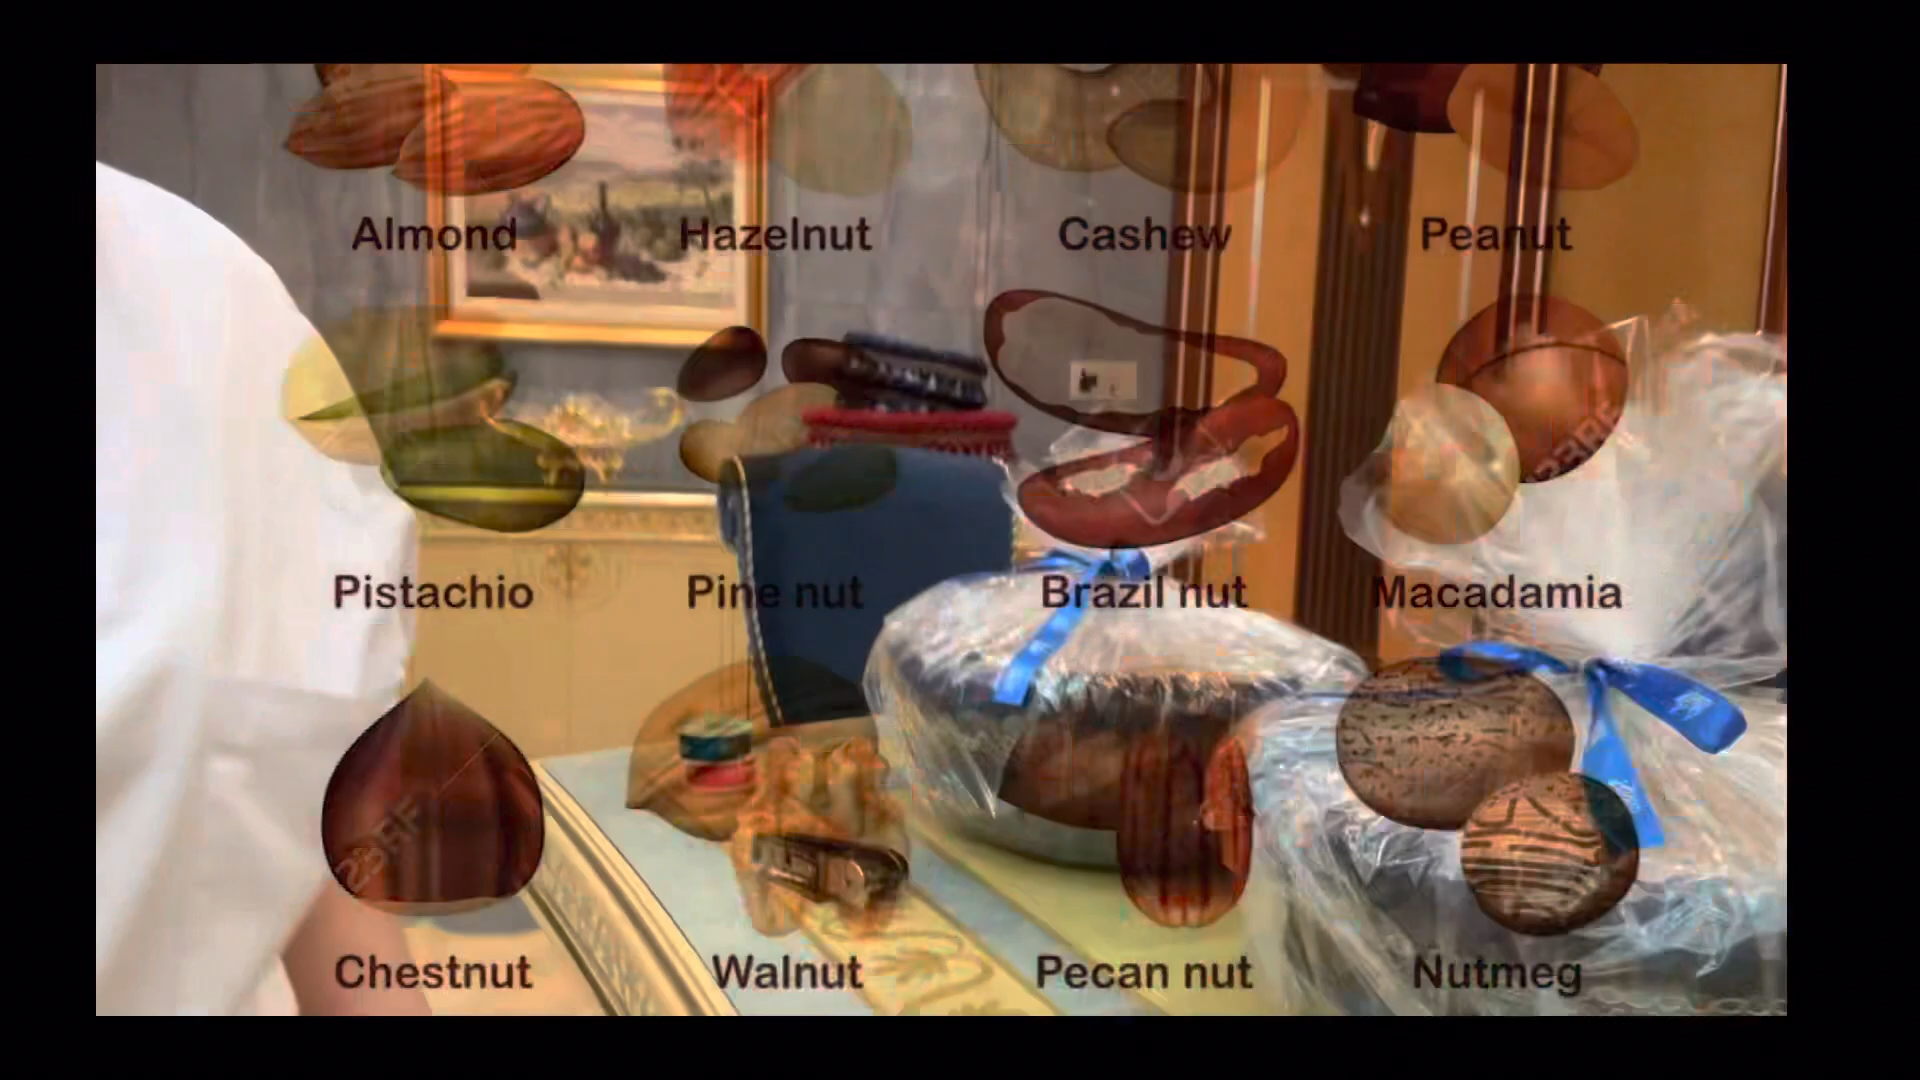 Almond Hazelnut Cashew Peanut
Pistachio Pine nut Brazil nut Macadamia
Chestnut Walnut Pecan nut Nutmeg